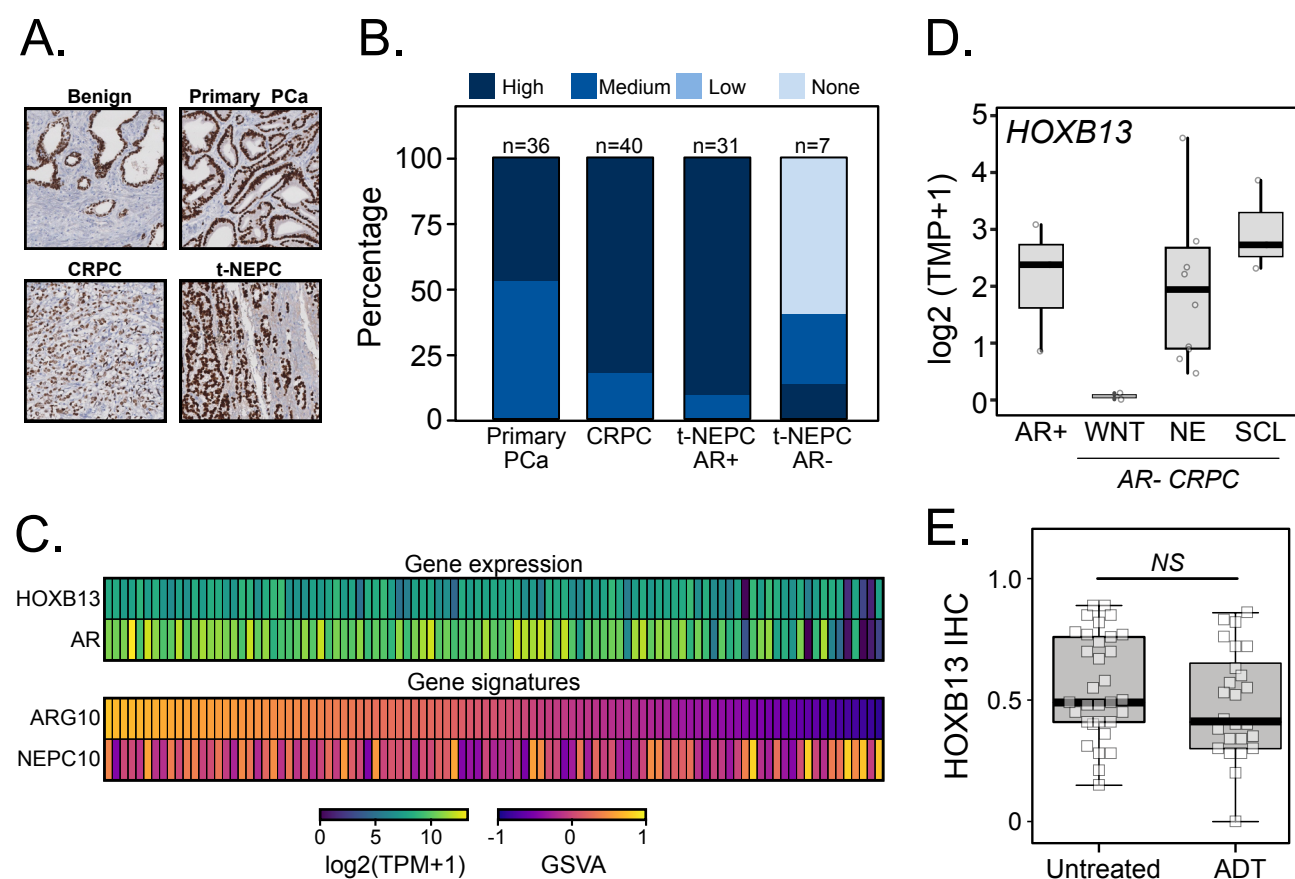 A.
Benign
Primary PCa
CRPC
t-NEPC
B.
High Medium Low None
n=36 n=40 n=31 n=7
100
75
50
25
0
Percentage
Primary PCa
CRPC
t-NEPC AR+
t-NEPC AR-
C.
Gene expression
HOXB13
AR
Gene signatures
ARG10
NEPC10
0 5 10
log2(TPM+1)
-1 0 1
GSVA
D.
HOXB13
5
4
3
2
1
0
log2 (TMP+1)
AR+ WNT NE SCL
AR- CRPC
E.
NS
1.0
0.5
0
HOXB13 IHC
Untreated ADT